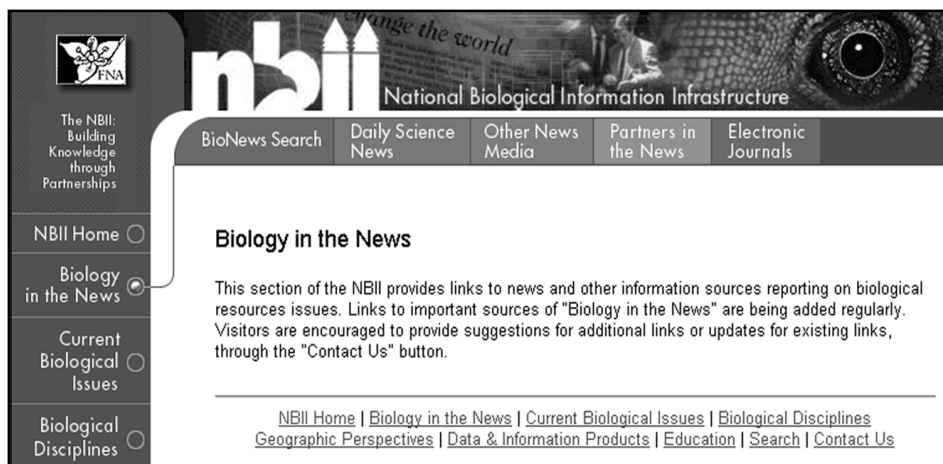 change the world
nbii
National Biological Information Infrastructure
FNA
The NBII:
Building
Knowledge
through
Partnerships
BioNews Search
Daily Science
News
Other News
Media
Partners in
the News
Electronic
Journals
NBII Home
Biology
in the News
Current
Biological
Issues
Biological
Disciplines
Biology in the News
This section of the NBII provides links to news and other information sources reporting on biological
resources issues. Links to important sources of "Biology in the News" are being added regularly.
Visitors are encouraged to provide suggestions for additional links or updates for existing links,
through the "Contact Us" button.
NBII Home | Biology in the News | Current Biological Issues | Biological Disciplines
Geographic Perspectives | Data & Information Products | Education | Search | Contact Us